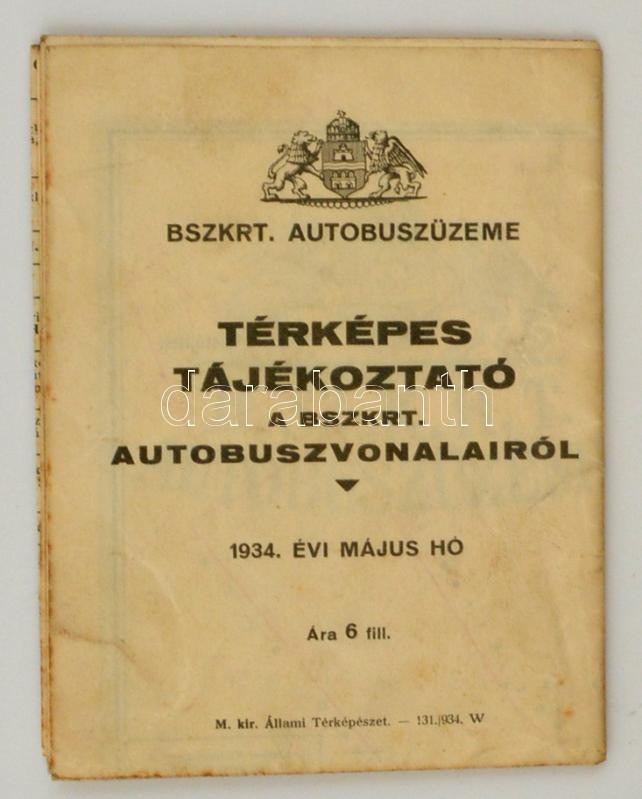 BSZKRT. AUTOBUSZÜZEME
TÉRKÉPES
TÁJÉKOZTATÓ
A BSZKRT.
AUTOBUSZVONALAIRÓL
1934. ÉVI MÁJUS HÓ
Ára 6 fill.
M. kir. Állami Térképészet. — 131./934. W
darabanth